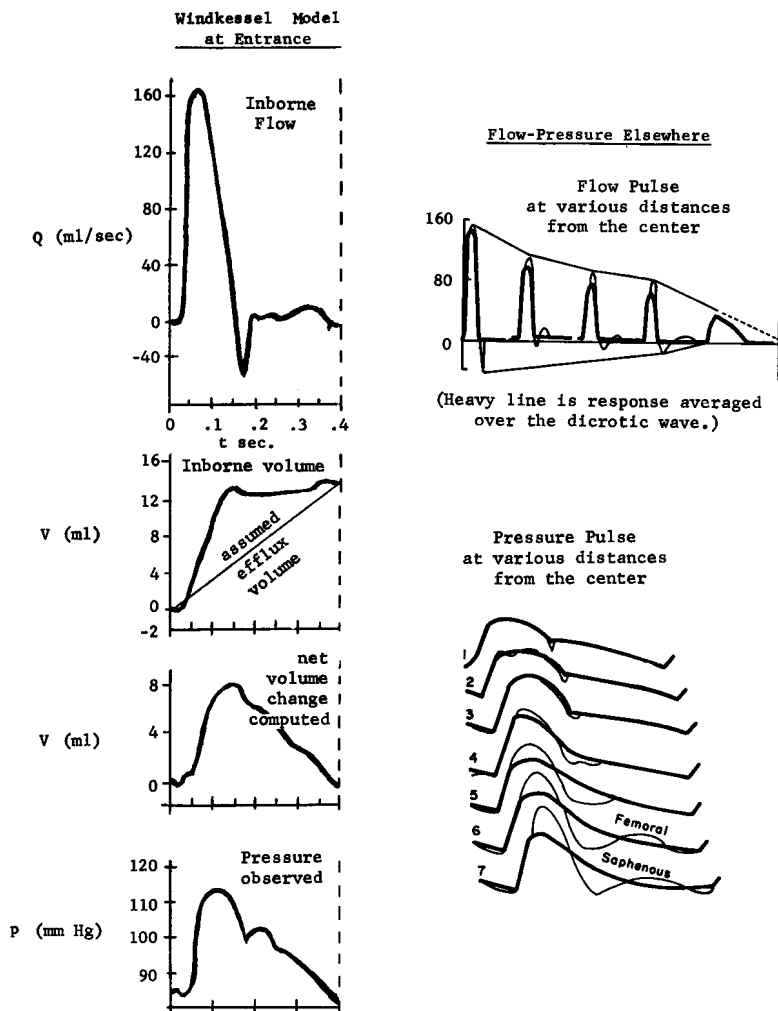 Windkessel Model
at Entrance
160
120
80
40
0
-40
Q (ml/sec)
Inborne
Flow
0 .1 .2 .3 .4
t sec.
16
12
8
4
0
-2
V (ml)
Inborne volume
assumed
efflux
volume
8
4
0
V (ml)
net
volume
change
computed
120
110
100
90
P (mm Hg)
Pressure
observed
Flow-Pressure Elsewhere
Flow Pulse
at various distances
from the center
160
80
0
(Heavy line is response averaged
over the dicrotic wave.)
Pressure Pulse
at various distances
from the center
1
2
3
4
5
6
7
Femoral
Saphenous